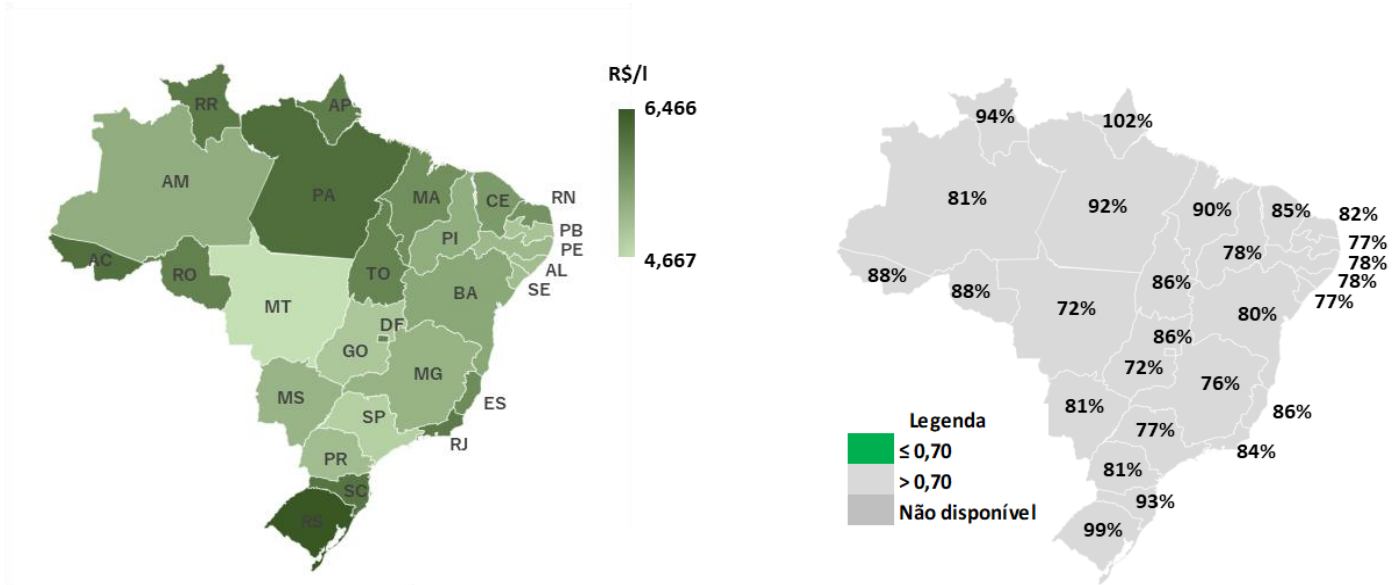 R$/l
6,466
4,667
RR
AP
AM
PA
MA
CE
RN
PB
PE
AL
SE
PI
AC
RO
TO
BA
MT
DF
GO
MG
MS
ES
SP
RJ
PR
SC
RS
94%
102%
81%
92%
90%
85%
82%
77%
78%
78%
78%
77%
88%
88%
86%
72%
80%
86%
72%
76%
81%
86%
77%
84%
81%
93%
99%
Legenda
≤ 0,70
> 0,70
Não disponível